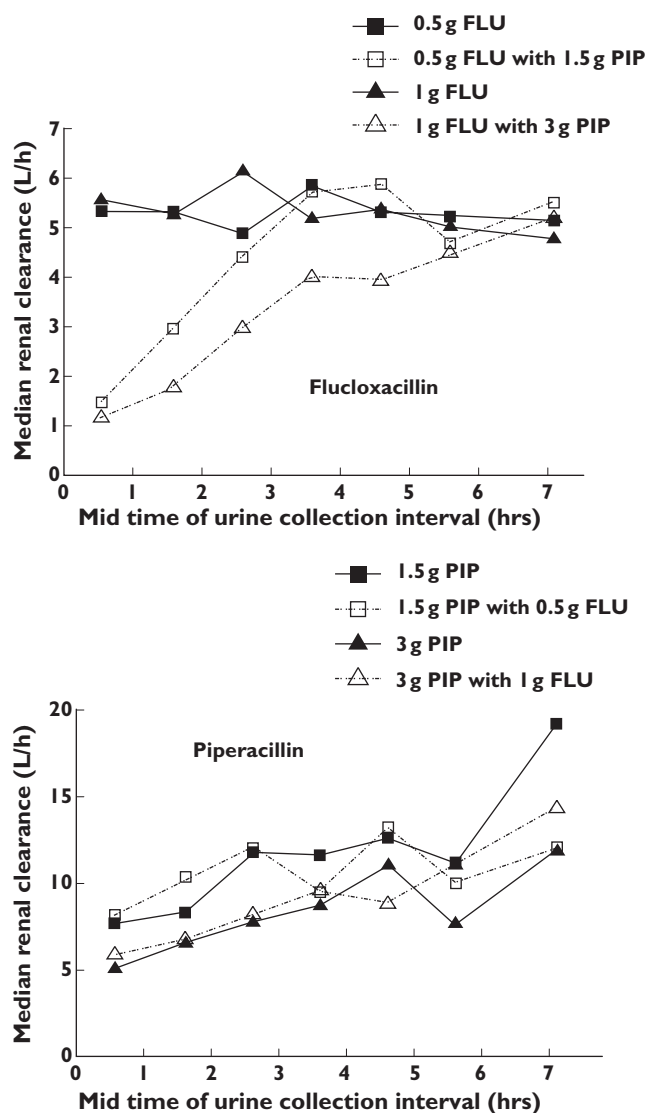 0.5 g FLU
0.5 g FLU with 1.5 g PIP
1 g FLU
1 g FLU with 3 g PIP
Median renal clearance (L/h)
7
6
5
4
3
2
1
0
Flucloxacillin
0 1 2 3 4 5 6 7
Mid time of urine collection interval (hrs)
1.5 g PIP
1.5 g PIP with 0.5 g FLU
3 g PIP
3 g PIP with 1 g FLU
Median renal clearance (L/h)
20
15
10
5
0
Piperacillin
0 1 2 3 4 5 6 7
Mid time of urine collection interval (hrs)